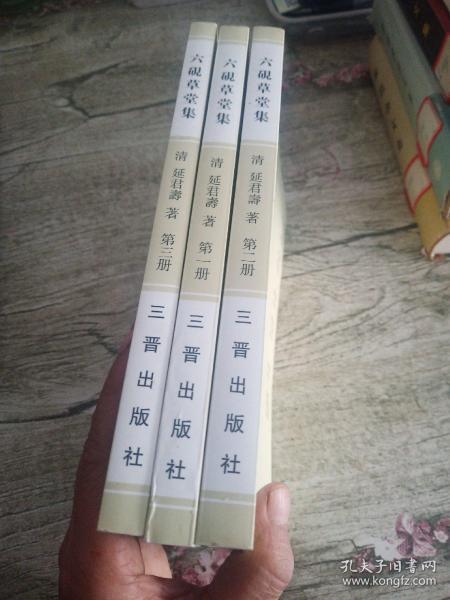 六硯草堂集
清 延君壽 著 第三册
三晋出版社
六硯草堂集
清 延君壽 著 第一册
三晋出版社
六硯草堂集
清 延君壽 著 第二册
三晋出版社
孔夫子旧书网
www.kongfz.com